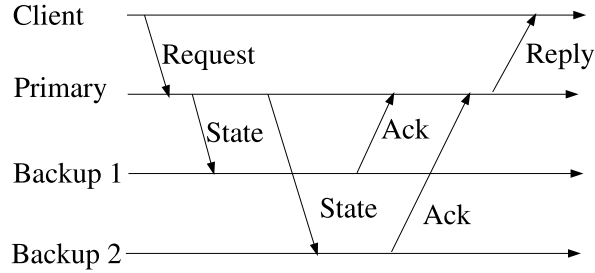 Client
Request
Reply
Primary
State
Ack
Backup 1
State
Ack
Backup 2